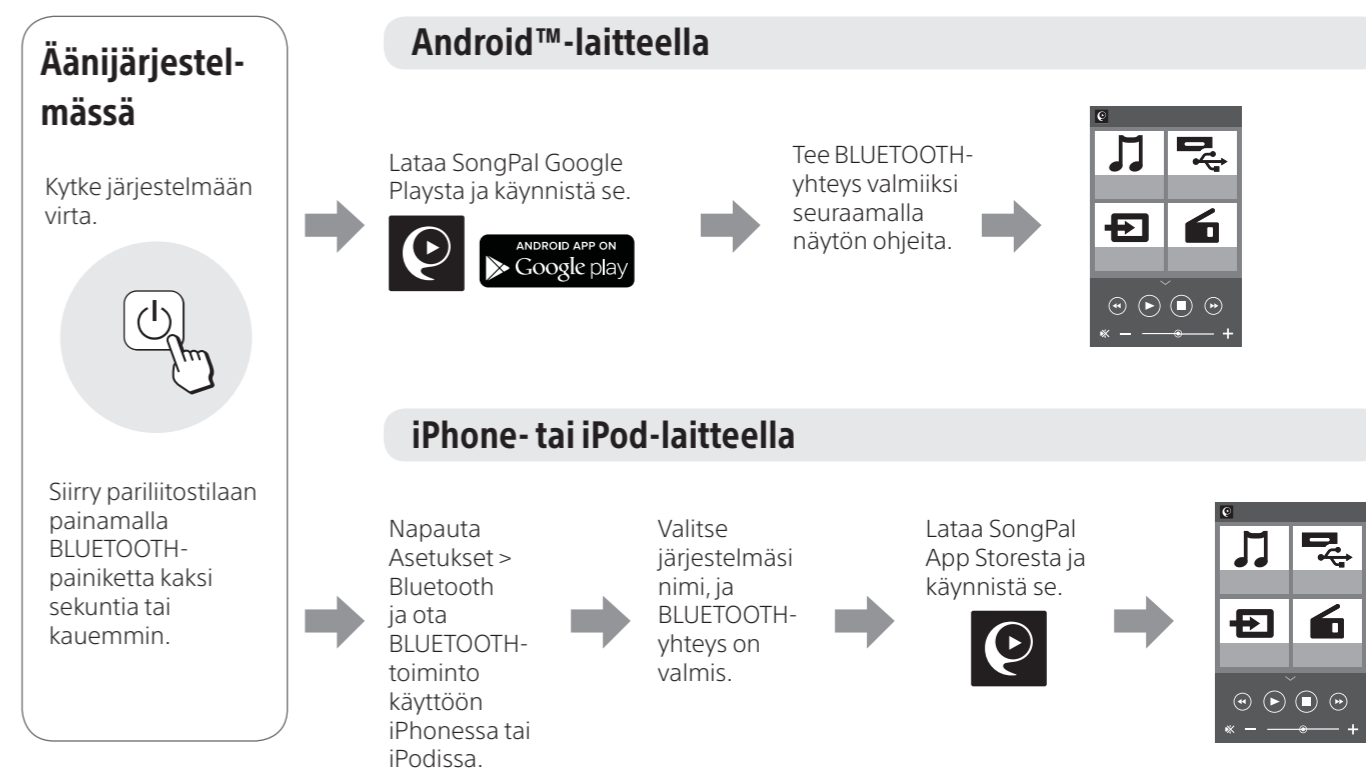 Äänijärjestel-
mässä
Kytke järjestelmään
virta.
Siirry pariliitostilaan
painamalla
BLUETOOTH-
painiketta kaksi
sekuntia tai
kauemmin.
Android™-laitteella
Lataa SongPal Google
Playsta ja käynnistä se.
ANDROID APP ON
Google play
Tee BLUETOOTH-
yhteys valmiiksi
seuraamalla
näytön ohjeita.
iPhone- tai iPod-laitteella
Napauta
Asetukset >
Bluetooth
ja ota
BLUETOOTH-
toiminto
käyttöön
iPhonessa tai
iPodissa.
Valitse
järjestelmäsi
nimi, ja
BLUETOOTH-
yhteys on
valmis.
Lataa SongPal
App Storesta ja
käynnistä se.